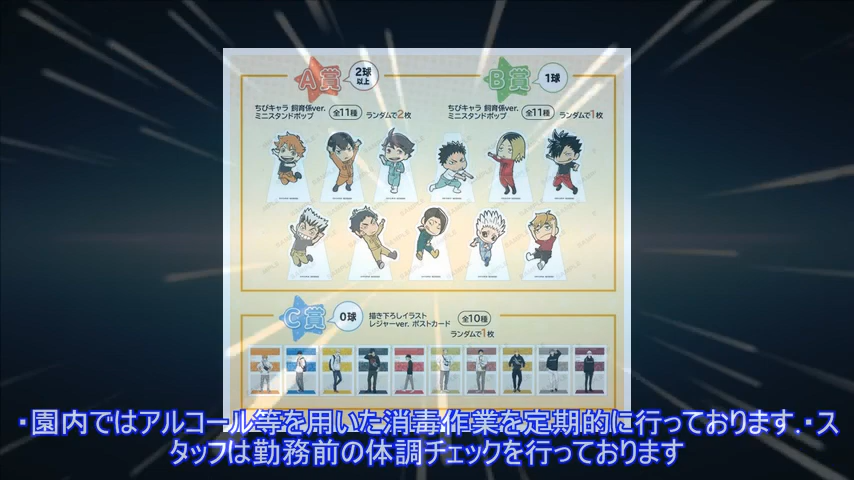 A賞 2球以上
ちびキャラ 飼育係ver.
ミニスタンドポップ 全11種 ランダムで2枚
B賞 1球
ちびキャラ 飼育係ver.
ミニスタンドポップ 全11種 ランダムで1枚
C賞 0球
描き下ろしイラスト
レジャーver. ポストカード 全10種
ランダムで1枚
・園内ではアルコール等を用いた消毒作業を定期的に行っております.・ス
タッフは勤務前の体調チェックを行っております